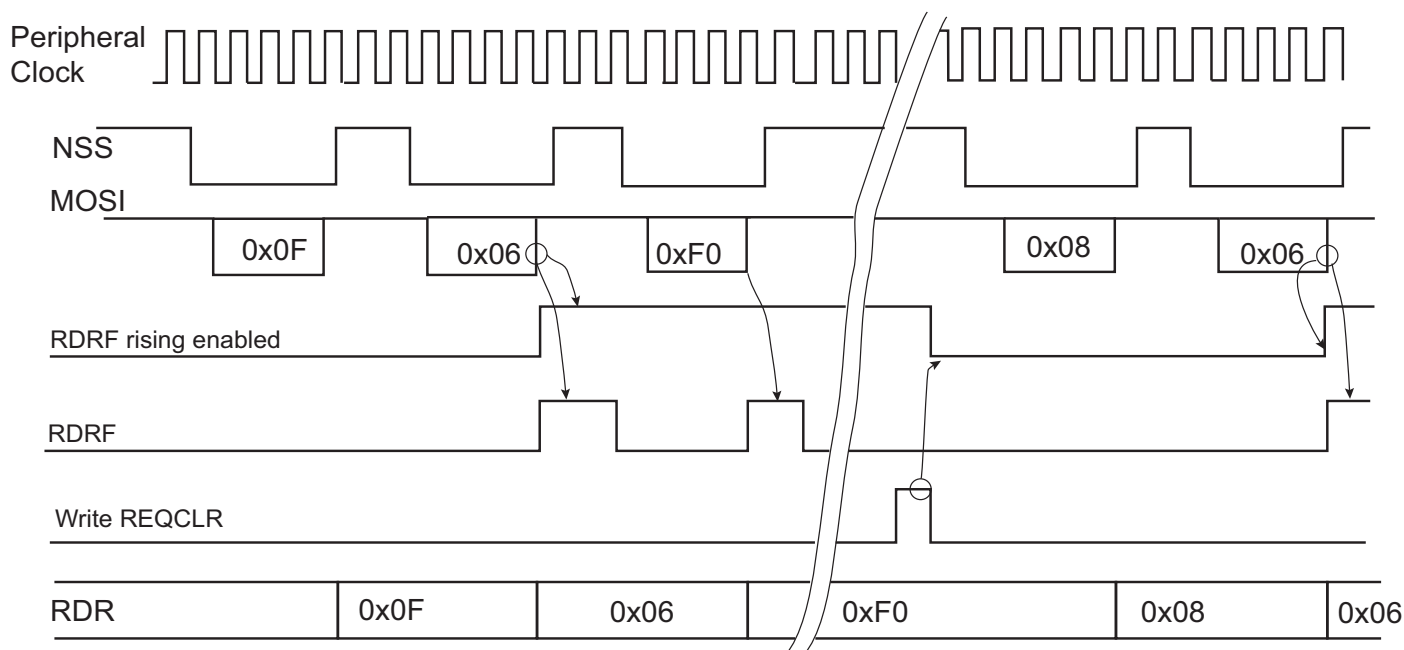 Peripheral
Clock
NSS
MOSI
0x0F
0x06
0xF0
0x08
0x06
RDRF rising enabled
RDRF
Write REQCLR
RDR
0x0F
0x06
0xF0
0x08
0x06